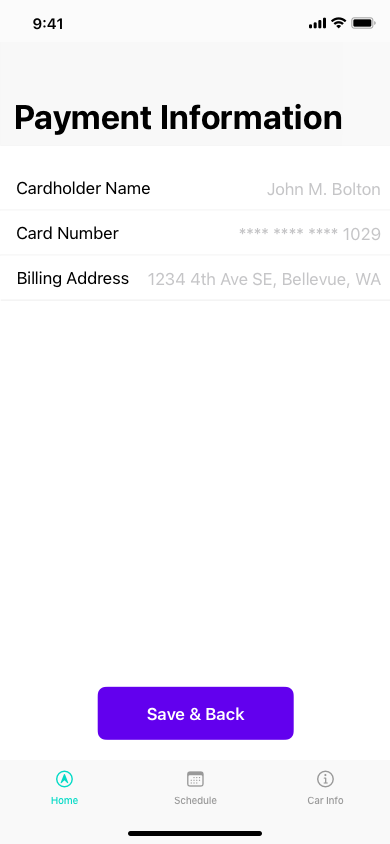 9:41
Payment Information
Cardholder Name John M. Bolton
Card Number **** **** **** 1029
Billing Address 1234 4th Ave SE, Bellevue, WA
Save & Back
Home Schedule Car Info